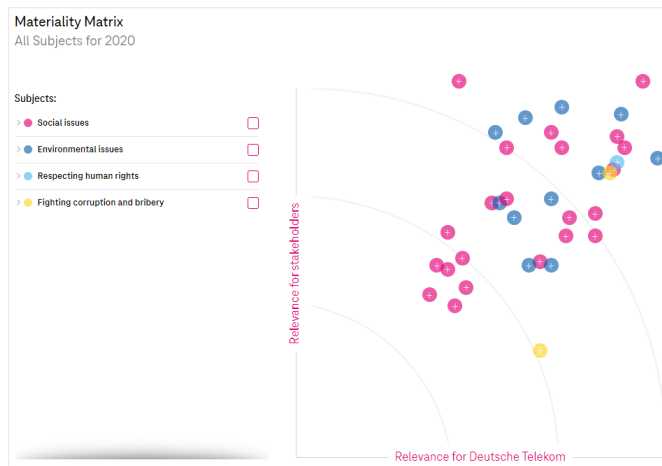 Materiality Matrix
All Subjects for 2020
Subjects:
Social issues
Environmental issues
Respecting human rights
Fighting corruption and bribery
Relevance for stakeholders
Relevance for Deutsche Telekom